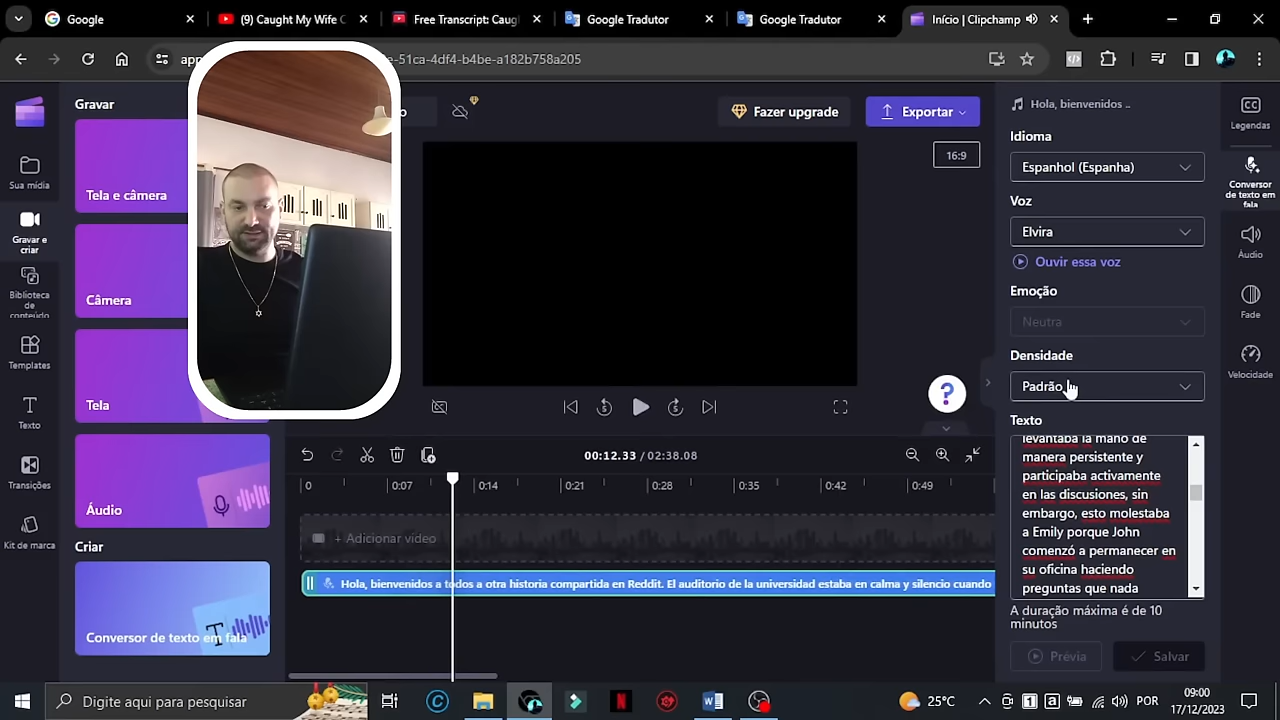 Google
(9) Caught My Wife C
Free Transcript: Caug
Google Tradutor
Google Tradutor
Início | Clipchamp
e-51ca-4df4-b4be-a182b758a205
Gravar
Tela e câmera
Câmera
Tela
Áudio
Criar
Conversor de texto em fala
Sua mídia
Gravar e
criar
Biblioteca
de
conteúdo
Templates
Texto
Transições
Kit de marca
Fazer upgrade
Exportar
16:9
?
00:12.33 / 02:38.08
0 0:07 0:14 0:21 0:28 0:35 0:42 0:49
+ Adicionar vídeo
Hola, bienvenidos a todos a otra historia compartida en Reddit. El auditorio de la universidad estaba en calma y silencio cuando
Hola, bienvenidos ..
Idioma
Espanhol (Espanha)
Voz
Elvira
Ouvir essa voz
Emoção
Neutra
Densidade
Padrão
Texto
levantaba la mano de
manera persistente y
participaba activamente
en las discusiones, sin
embargo, esto molestaba
a Emily porque John
comenzó a permanecer en
su oficina haciendo
preguntas que nada
A duração máxima é de 10
minutos
Prévia
Salvar
CC
Legendas
Conversor
de texto em
fala
Áudio
Fade
Velocidade
Digite aqui para pesquisar
25°C
POR
09:00
17/12/2023